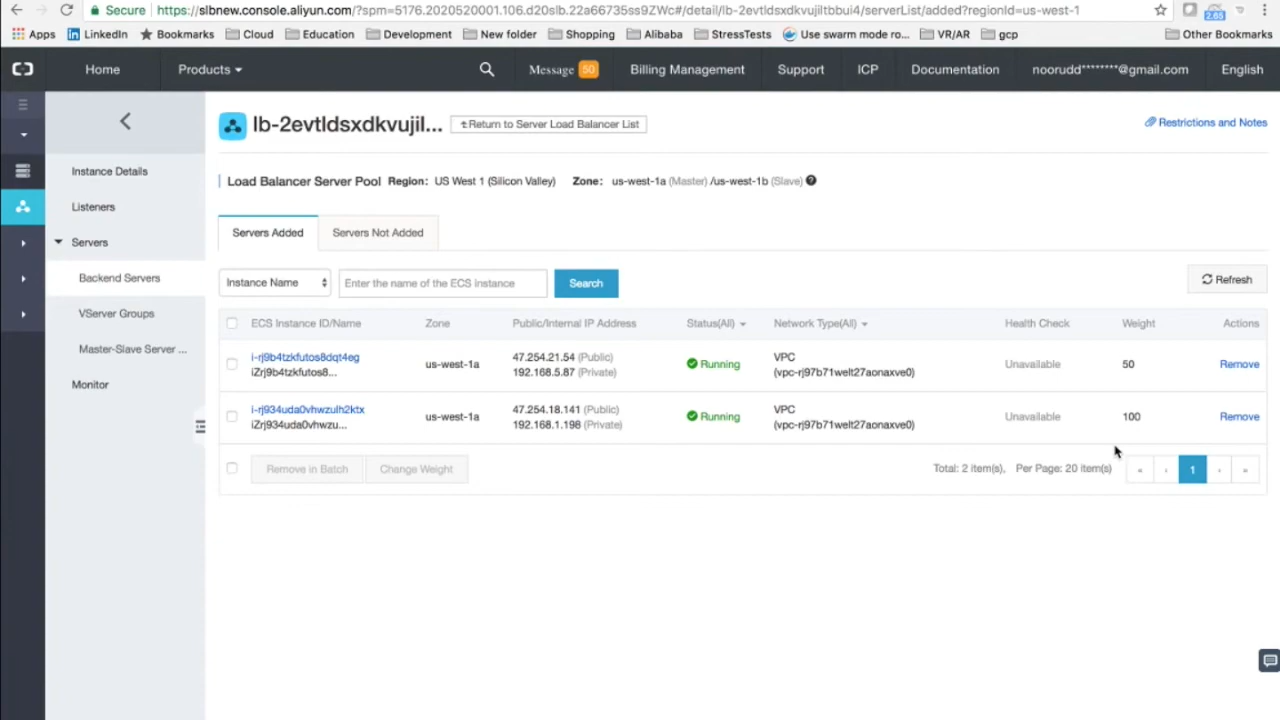 Secure https://slbnew.console.aliyun.com/?spm=5176.2020520001.106.d20slb.22a66735ss9ZWc#/detail/lb-2evtldsxdkvujiltbbui4/serverList/added?regionId=us-west-1
2.65
Apps LinkedIn Bookmarks Cloud Education Development New folder Shopping Alibaba StressTests Use swarm mode ro... VR/AR gcp Other Bookmarks
Home Products Message 50 Billing Management Support ICP Documentation noorudd********@gmail.com English
lb-2evtldsxdkvujil... Return to Server Load Balancer List Restrictions and Notes
Instance Details
Load Balancer Server Pool Region: US West 1 (Silicon Valley) Zone: us-west-1a (Master) /us-west-1b (Slave) ?
Listeners
Servers
Backend Servers
VServer Groups
Master-Slave Server ...
Monitor
Servers Added Servers Not Added
Instance Name Enter the name of the ECS instance Search Refresh
ECS Instance ID/Name Zone Public/Internal IP Address Status(All) Network Type(All) Health Check Weight Actions
i-rj9b4tzkfutos8dqt4eg us-west-1a 47.254.21.54 (Public) Running VPC Unavailable 50 Remove
iZrj9b4tzkfutos8... 192.168.5.87 (Private) (vpc-rj97b71welt27aonaxve0)
i-rj934uda0vhwzulh2ktx us-west-1a 47.254.18.141 (Public) Running VPC Unavailable 100 Remove
iZrj934uda0vhwzu... 192.168.1.198 (Private) (vpc-rj97b71welt27aonaxve0)
Remove in Batch Change Weight Total: 2 item(s), Per Page: 20 item(s) « ‹ 1 › »